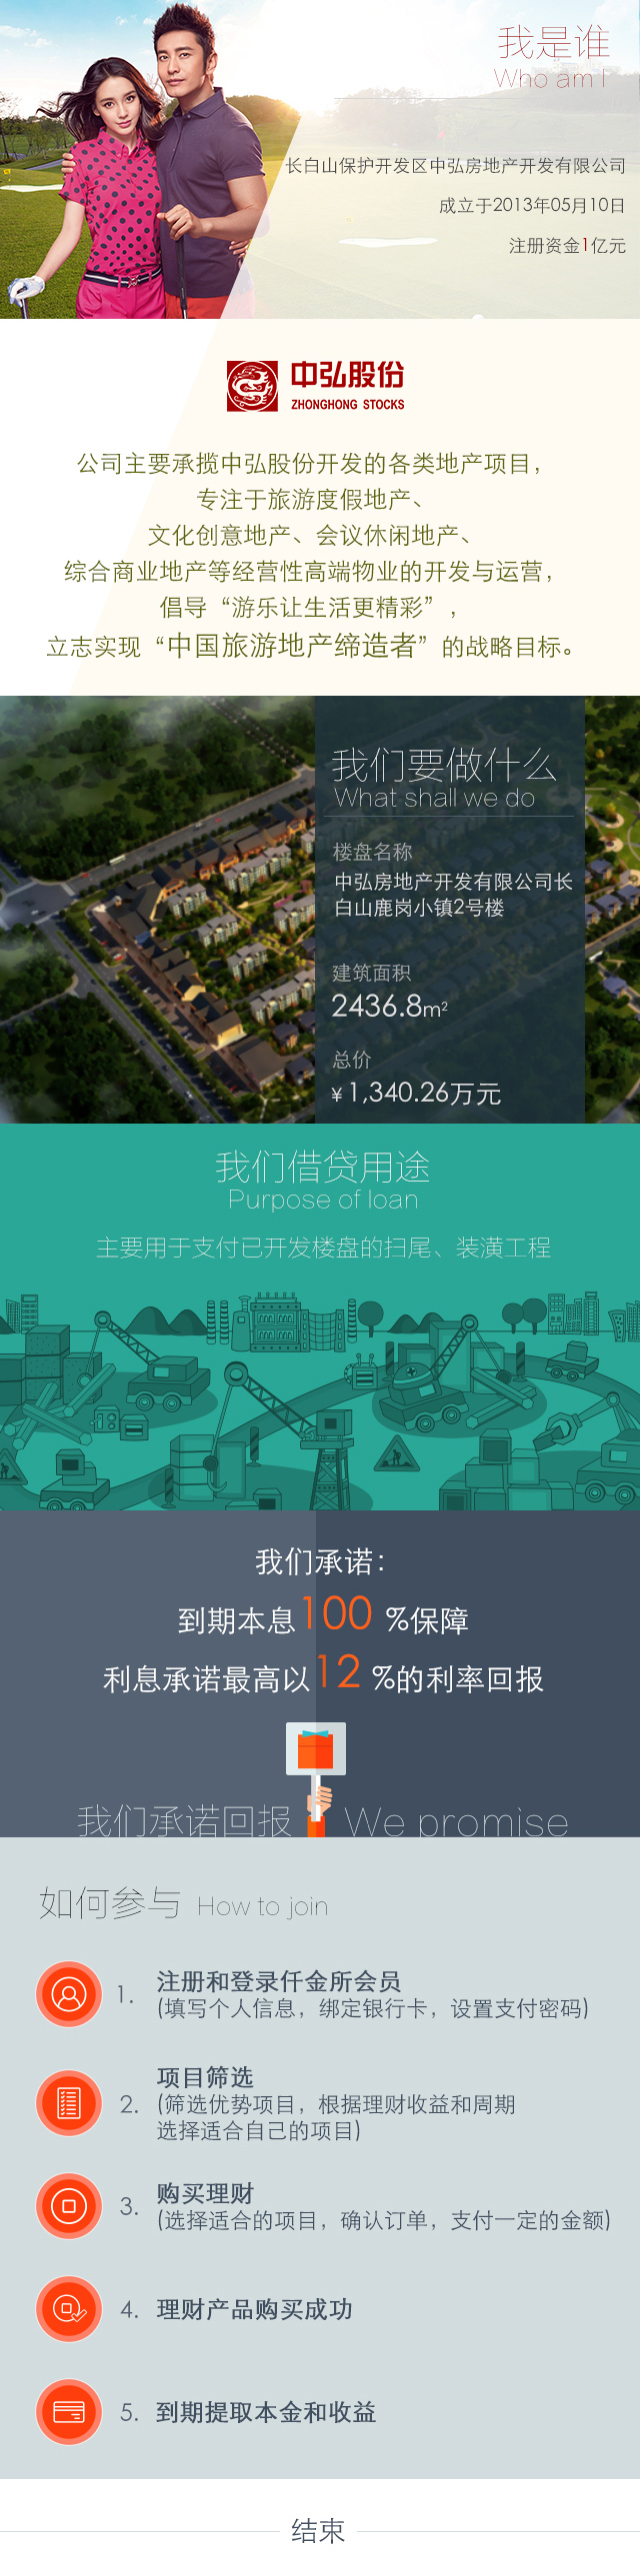 我是谁
Who am I
长白山保护开发区中弘房地产开发有限公司
成立于2013年05月10日
注册资金1亿元
中弘股份
ZHONGHONG STOCKS
公司主要承揽中弘股份开发的各类地产项目，
专注于旅游度假地产、
文化创意地产、会议休闲地产、
综合商业地产等经营性高端物业的开发与运营，
倡导“游乐让生活更精彩”，
立志实现“中国旅游地产缔造者”的战略目标。
我们要做什么
What shall we do
楼盘名称
中弘房地产开发有限公司长
白山鹿岗小镇2号楼
建筑面积
2436.8m²
总价
¥1,340.26万元
我们借贷用途
Purpose of loan
主要用于支付已开发楼盘的扫尾、装潢工程
我们承诺：
到期本息100 %保障
利息承诺最高以12 %的利率回报
我们承诺回报 We promise
如何参与 How to join
1. 注册和登录仟金所会员
(填写个人信息，绑定银行卡，设置支付密码)
项目筛选
2. (筛选优势项目，根据理财收益和周期
选择适合自己的项目)
3. 购买理财
(选择适合的项目，确认订单，支付一定的金额)
4. 理财产品购买成功
5. 到期提取本金和收益
结束